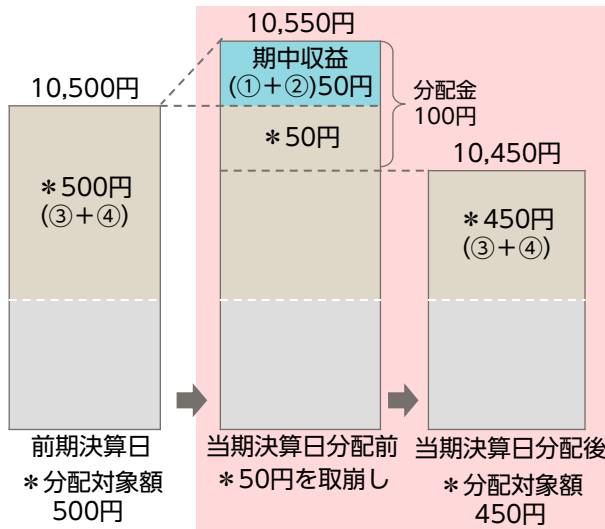 10,500円
＊500円
(③＋④)
前期決算日
＊分配対象額
500円
10,550円
期中収益
(①＋②)50円
＊50円
分配金
100円
当期決算日分配前
＊50円を取崩し
10,450円
＊450円
(③＋④)
当期決算日分配後
＊分配対象額
450円